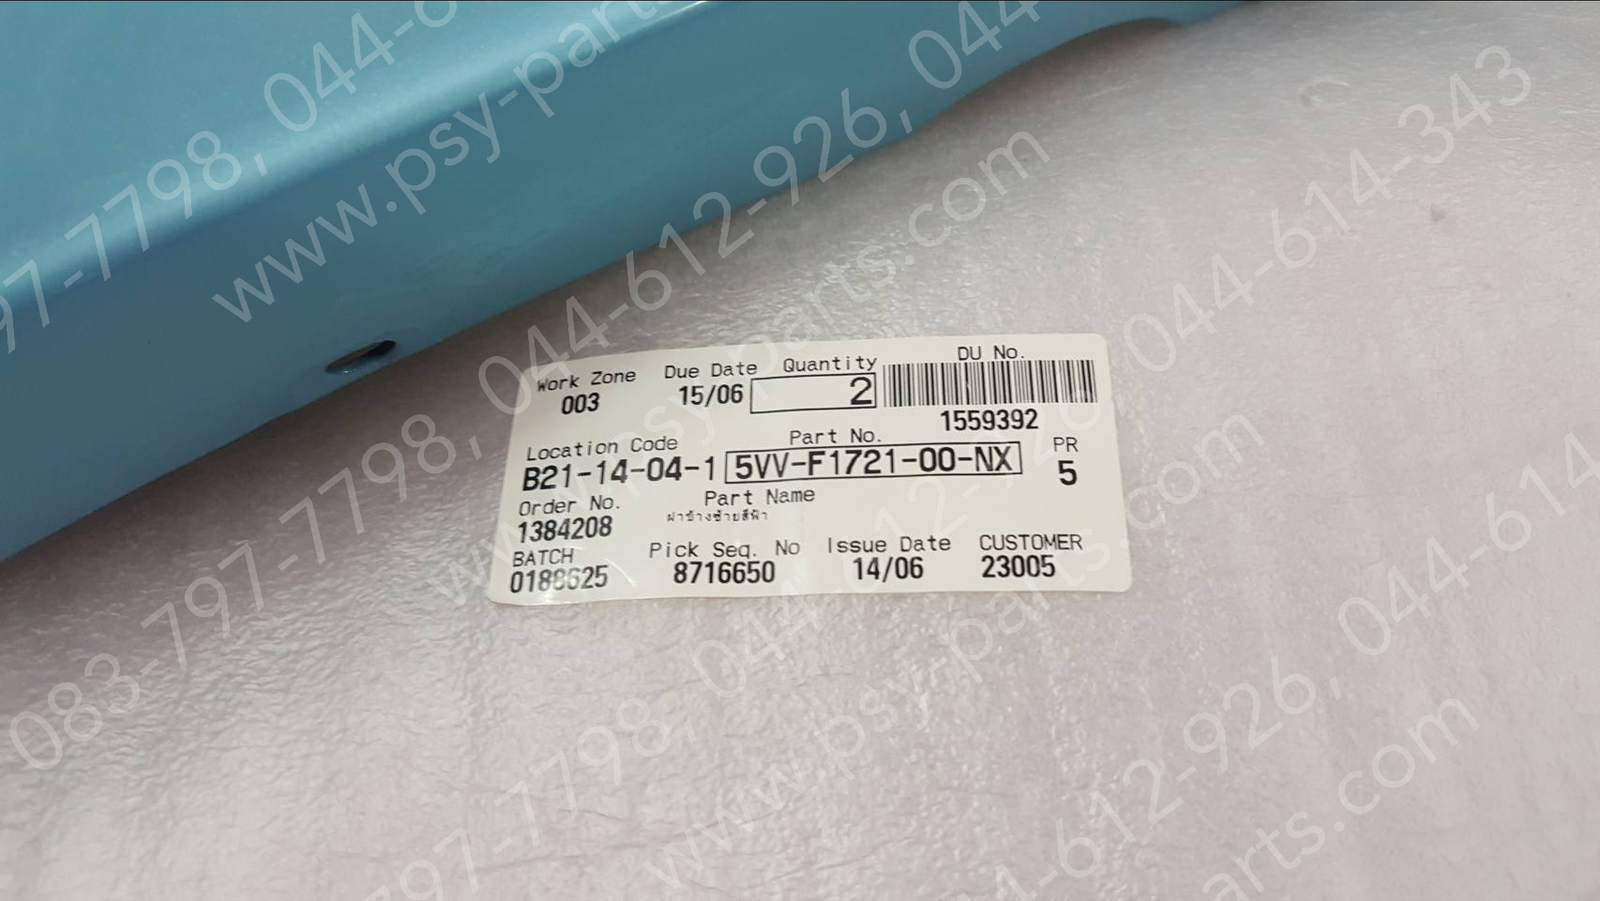 Work Zone Due Date Quantity DU No.
003 15/06 2
1559392
Location Code Part No. PR
B21-14-04-1 5VV-F1721-00-NX 5
Order No. Part Name
1384208 ฝาข้างซ้ายสีฟ้า
BATCH Pick Seq. No Issue Date CUSTOMER
0188625 8716650 14/06 23005
083-797-7798, 044-612-926, 044-614-343
www.psy-parts.com